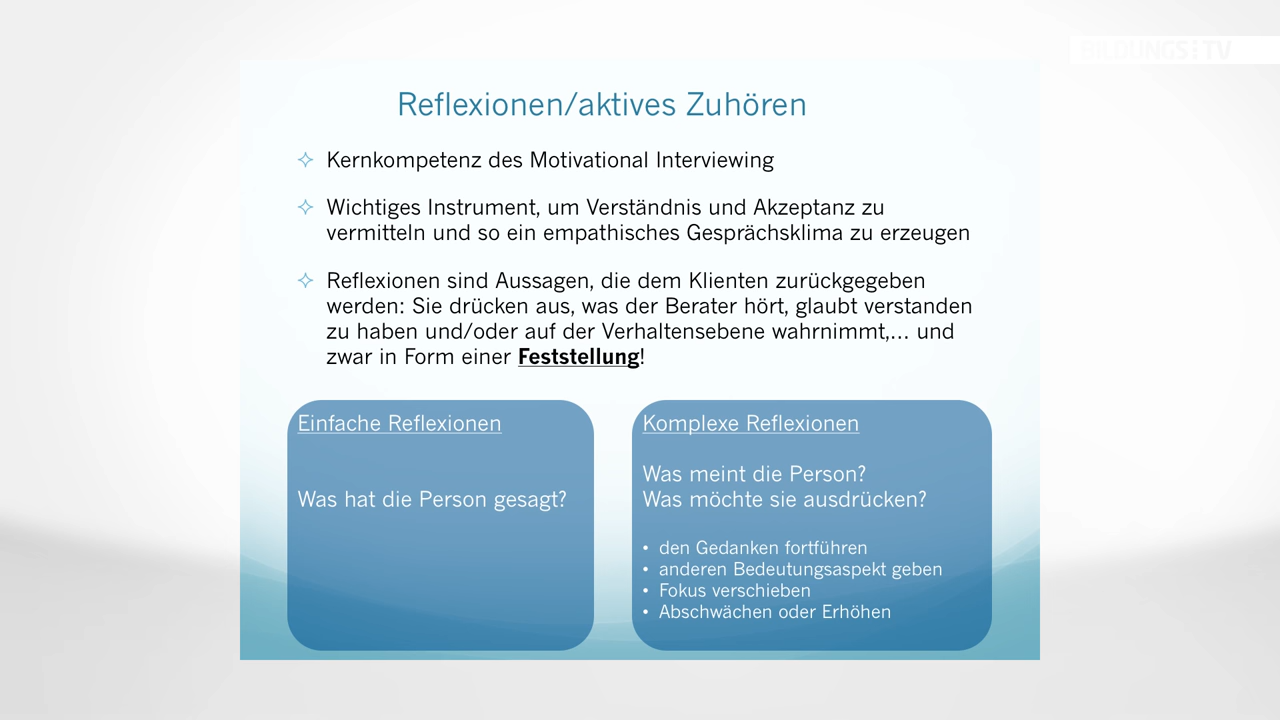 BILDUNGS:TV
Reflexionen/aktives Zuhören
Kernkompetenz des Motivational Interviewing
Wichtiges Instrument, um Verständnis und Akzeptanz zu
vermitteln und so ein empathisches Gesprächsklima zu erzeugen
Reflexionen sind Aussagen, die dem Klienten zurückgegeben
werden: Sie drücken aus, was der Berater hört, glaubt verstanden
zu haben und/oder auf der Verhaltensebene wahrnimmt,... und
zwar in Form einer Feststellung!
Einfache Reflexionen
Was hat die Person gesagt?
Komplexe Reflexionen
Was meint die Person?
Was möchte sie ausdrücken?
• den Gedanken fortführen
• anderen Bedeutungsaspekt geben
• Fokus verschieben
• Abschwächen oder Erhöhen